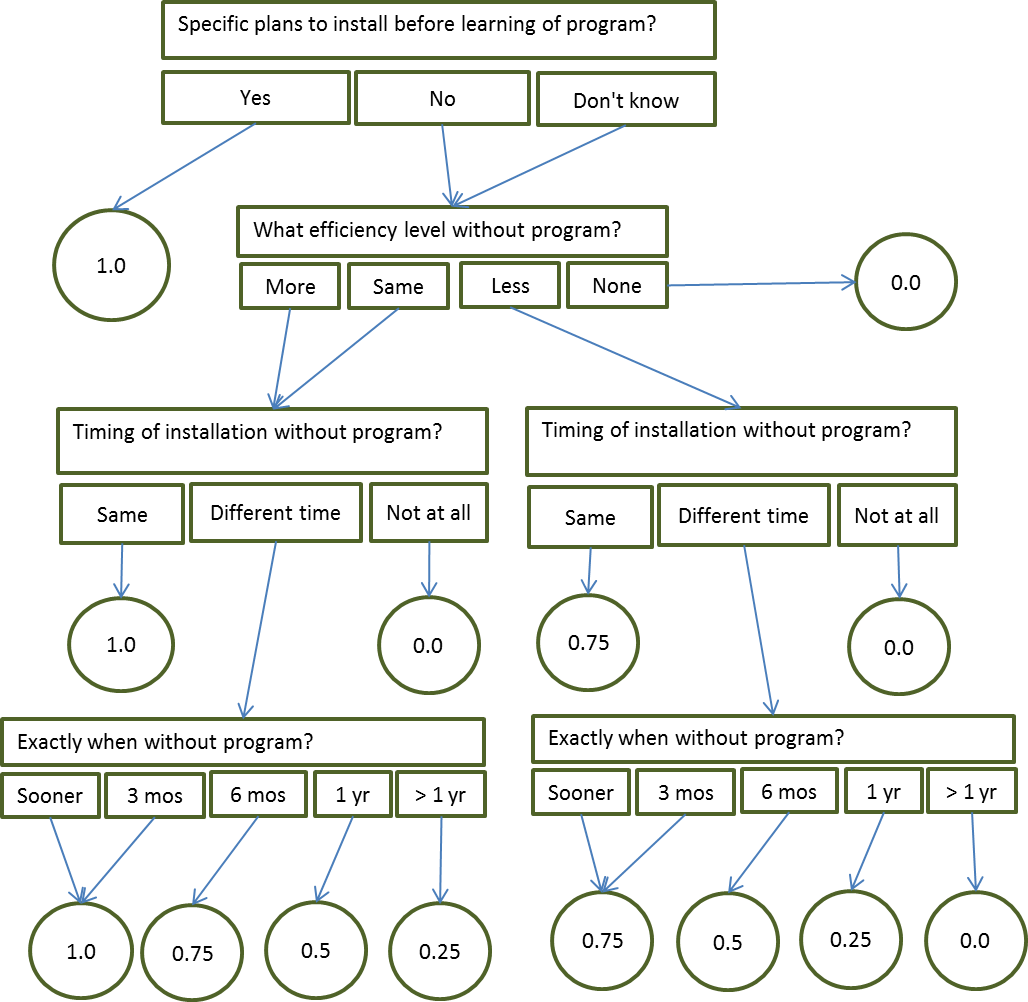 Specific plans to install before learning of program?
Yes
No
Don't know
1.0
What efficiency level without program?
More
Same
Less
None
0.0
Timing of installation without program?
Same
Different time
Not at all
Timing of installation without program?
Same
Different time
Not at all
1.0
0.0
0.75
0.0
Exactly when without program?
Sooner
3 mos
6 mos
1 yr
> 1 yr
Exactly when without program?
Sooner
3 mos
6 mos
1 yr
> 1 yr
1.0
0.75
0.5
0.25
0.75
0.5
0.25
0.0